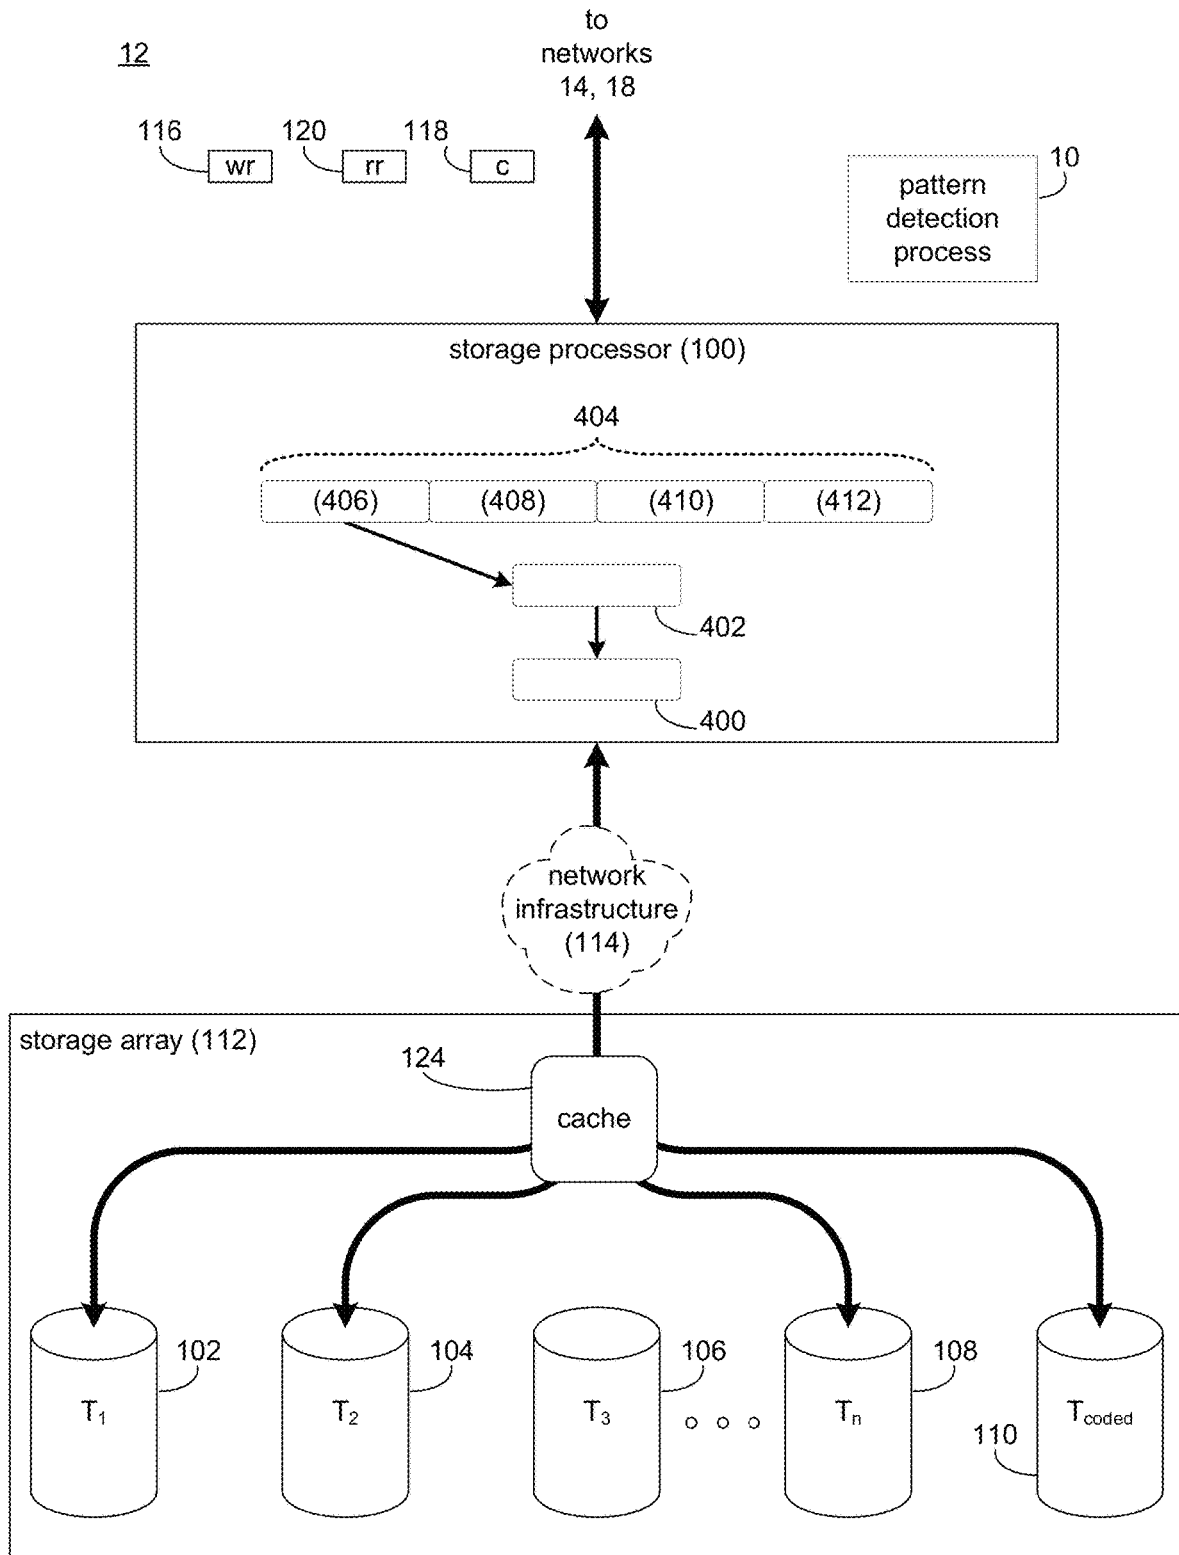 to
networks
14, 18
12
116
wr
120
rr
118
c
10
pattern
detection
process
storage processor (100)
404
(406)
(408)
(410)
(412)
402
400
network
infrastructure
(114)
storage array (112)
124
cache
102
T1
104
T2
106
T3
108
Tn
110
Tcoded